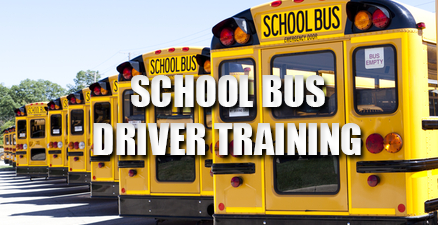 SCHOOL BUS
EMERGENCY DOOR
BUS
EMPTY
SCHOOL BUS
SCHOOL BUS
DRIVER TRAINING